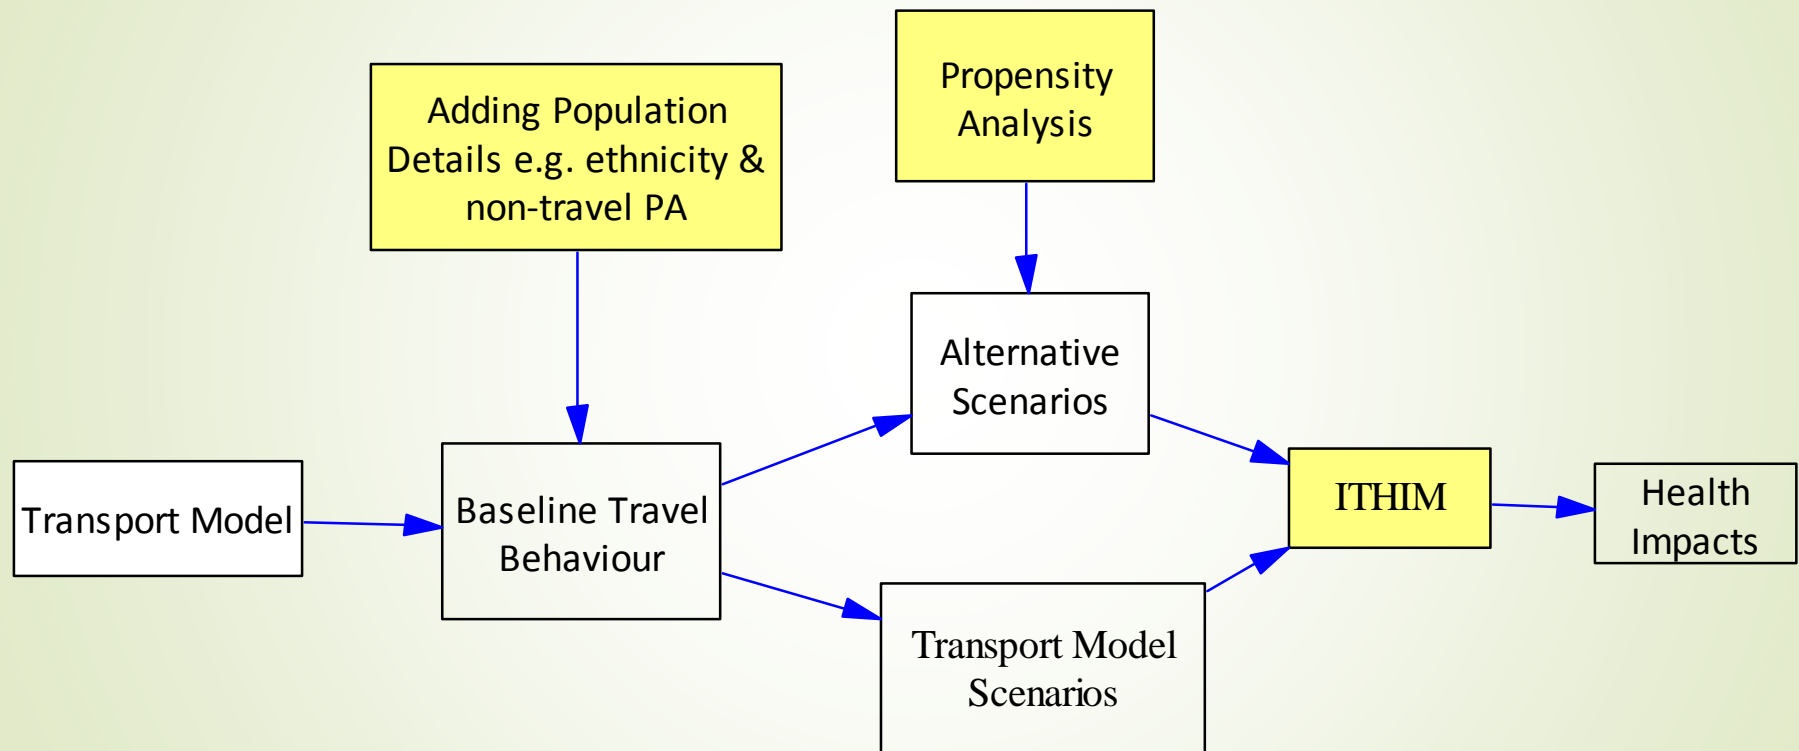 Adding Population
Details e.g. ethnicity &
non-travel PA
Propensity
Analysis
Alternative
Scenarios
Transport Model
Baseline Travel
Behaviour
ITHIM
Health
Impacts
Transport Model
Scenarios